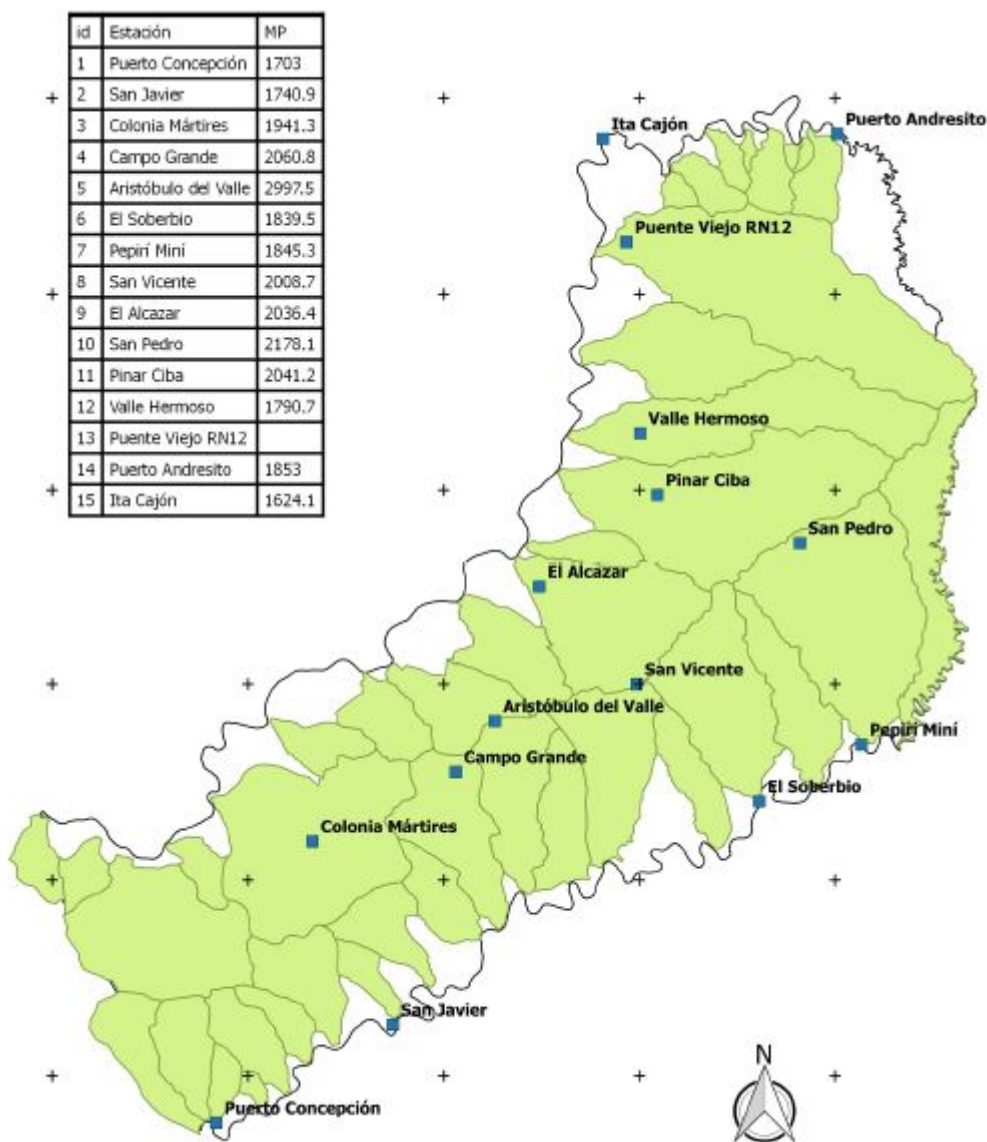 id Estación MP
1 Puerto Concepción 1703
2 San Javier 1740.9
3 Colonia Mártires 1941.3
4 Campo Grande 2060.8
5 Aristóbulo del Valle 2997.5
6 El Soberbio 1839.5
7 Pepirí Miní 1845.3
8 San Vicente 2008.7
9 El Alcazar 2036.4
10 San Pedro 2178.1
11 Pinar Ciba 2041.2
12 Valle Hermoso 1790.7
13 Puente Viejo RN12
14 Puerto Andresito 1853
15 Ita Cajón 1624.1
Ita Cajón
Puerto Andresito
Puente Viejo RN12
Valle Hermoso
Pinar Ciba
San Pedro
El Alcazar
San Vicente
Aristóbulo del Valle
Pepirí Miní
Campo Grande
El Soberbio
Colonia Mártires
San Javier
Puerto Concepción
N